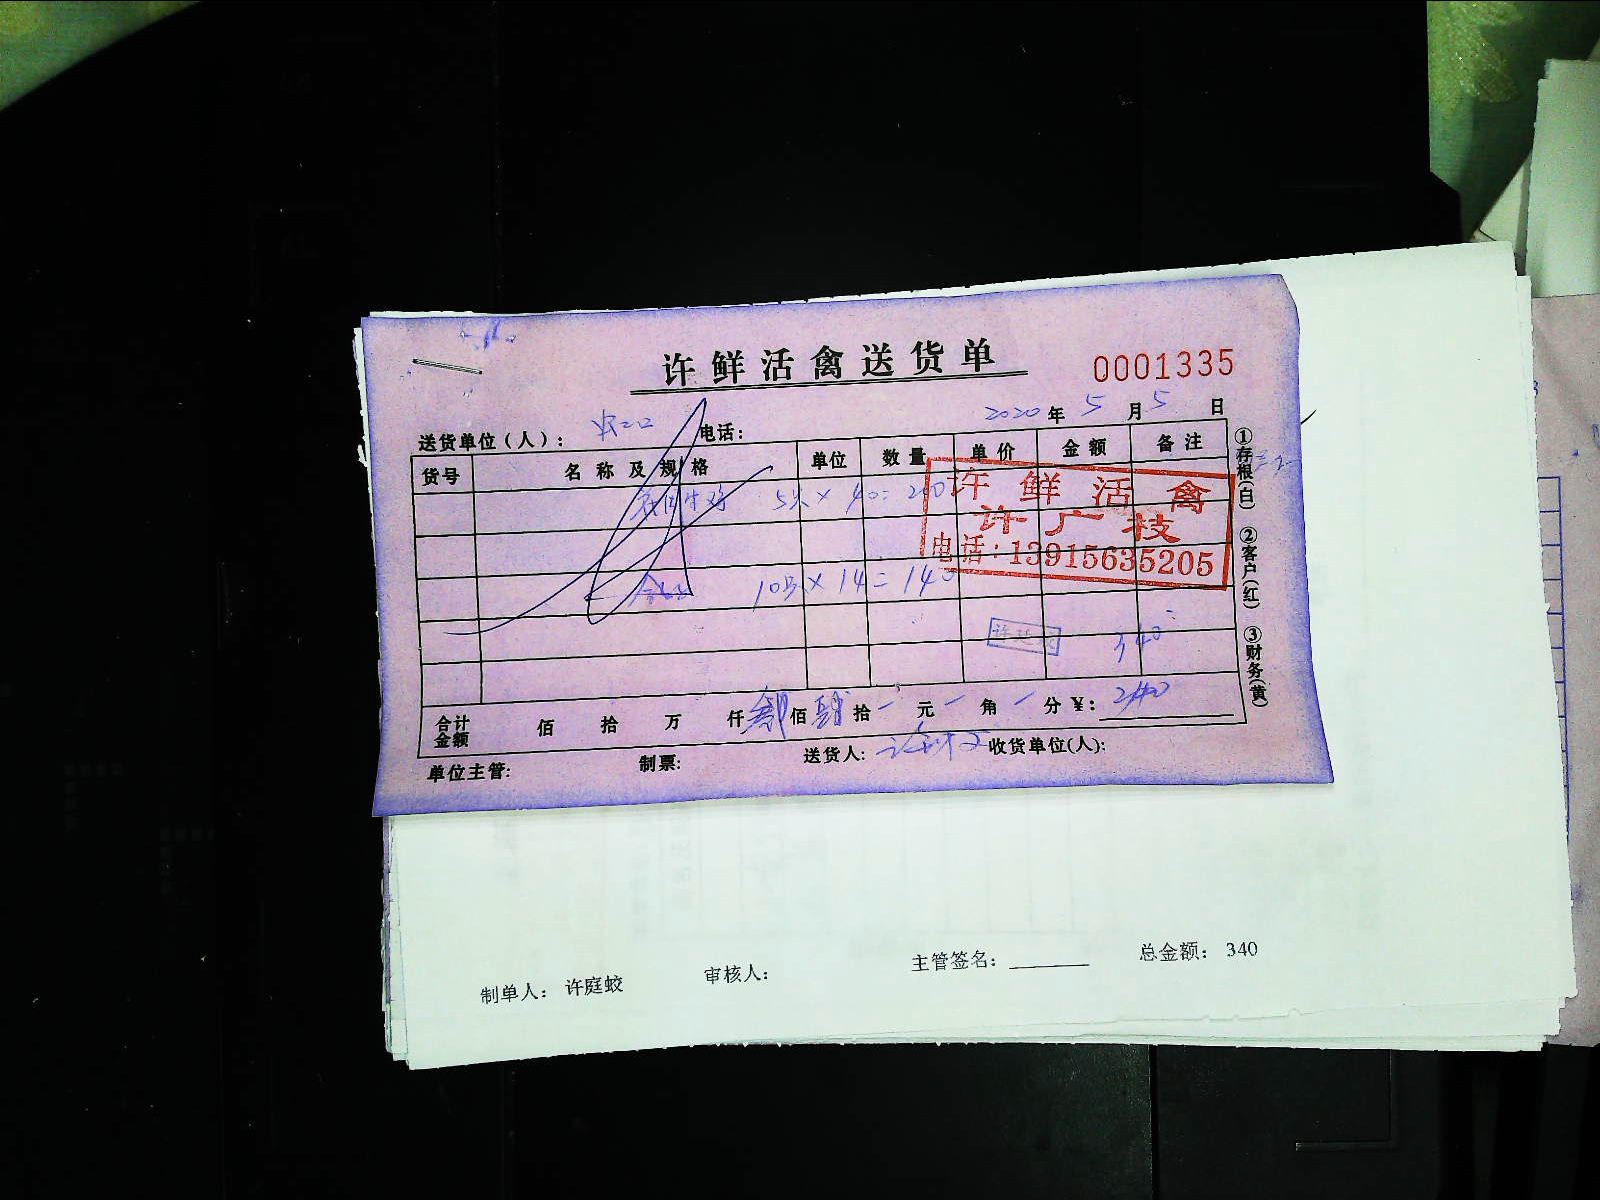 许鲜活禽送货单
0001335
2020年5月5日
送货单位（人）： 电话：
货号 名称及规格 单位 数量 单价 金额 备注
5只×40=200
10只×14=140
许鲜活禽
许广技
电话：13915635205
340
合计金额 佰 拾 万 仟 叁佰 肆拾 元 角 分￥：340
单位主管： 制票： 送货人： 收货单位(人)：
①存根(白) ②客户(红) ③财务(黄)
制单人： 许庭蛟 审核人： 主管签名：______ 总金额： 340